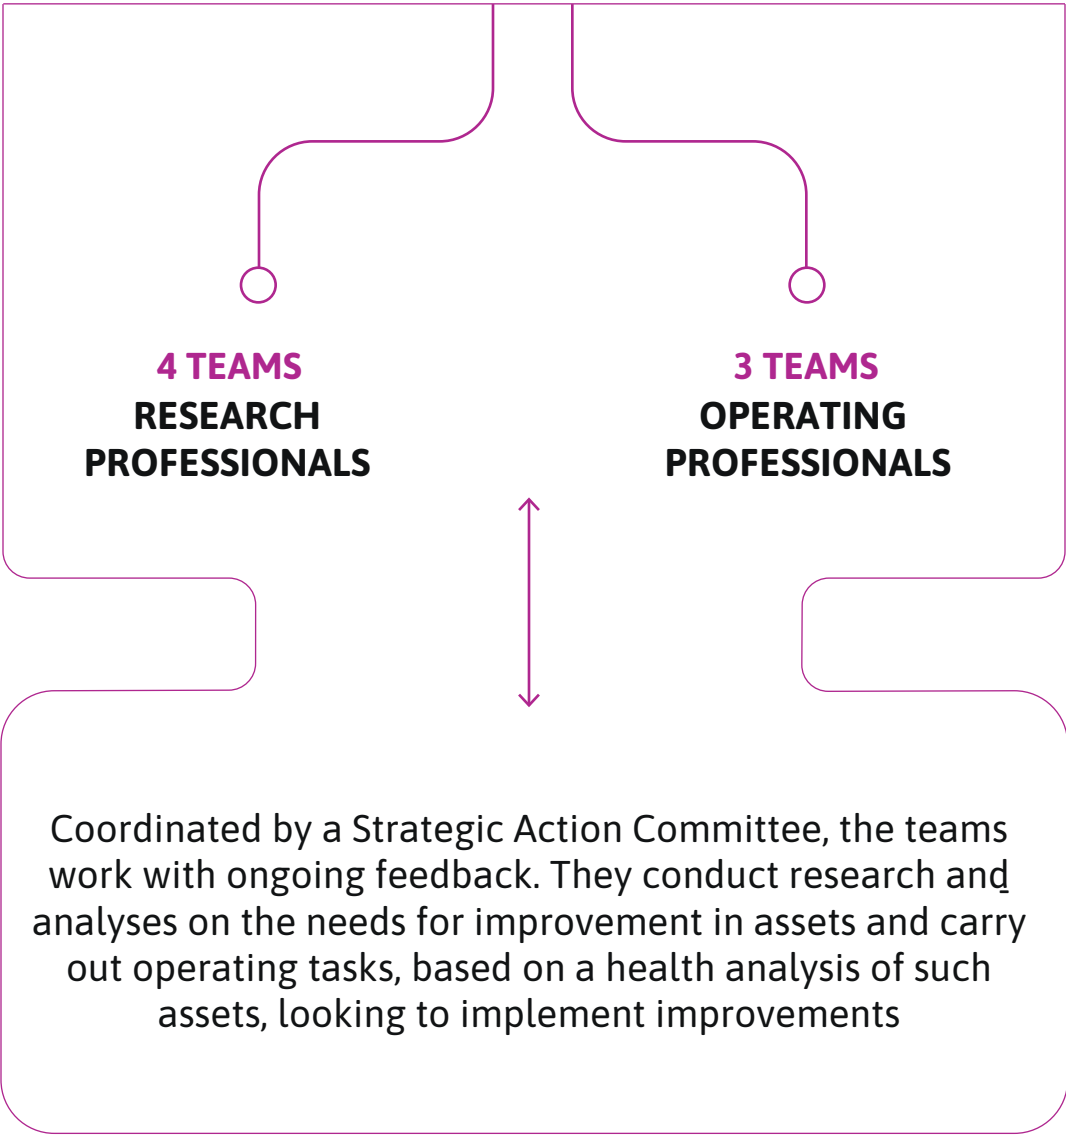 4 TEAMS
RESEARCH
PROFESSIONALS
3 TEAMS
OPERATING
PROFESSIONALS
Coordinated by a Strategic Action Committee, the teams
work with ongoing feedback. They conduct research and
analyses on the needs for improvement in assets and carry
out operating tasks, based on a health analysis of such
assets, looking to implement improvements